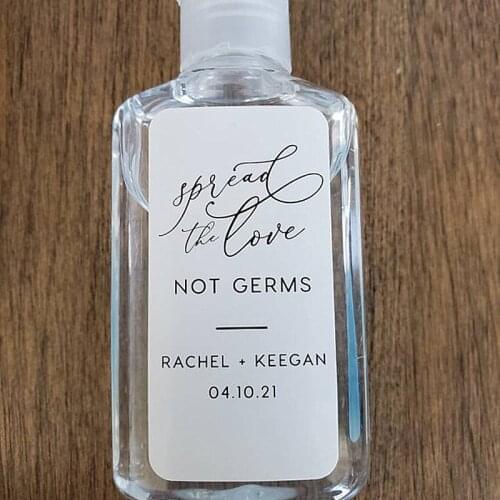 spread
the love
NOT GERMS
RACHEL + KEEGAN
04.10.21